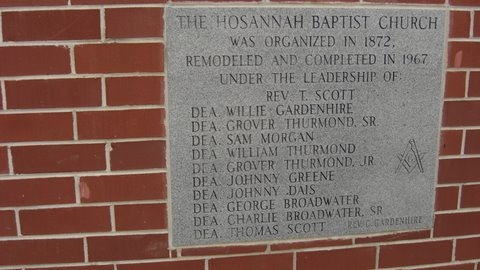 THE HOSANNAH BAPTIST CHURCH
WAS ORGANIZED IN 1872,
REMODELED AND COMPLETED IN 1967
UNDER THE LEADERSHIP OF:
REV T. SCOTT
DEA. WILLIE GARDENHIRE
DEA. GROVER THURMOND, SR.
DEA. SAM MORGAN
DEA. WILLIAM THURMOND
DEA. GROVER THURMOND, JR
DEA. JOHNNY GREENE
DEA. JOHNNY DAIS
DEA. GEORGE BROADWATER
DEA. CHARLIE BROADWATER, SR
DEA. THOMAS SCOTT REV. G. GARDENHIRE